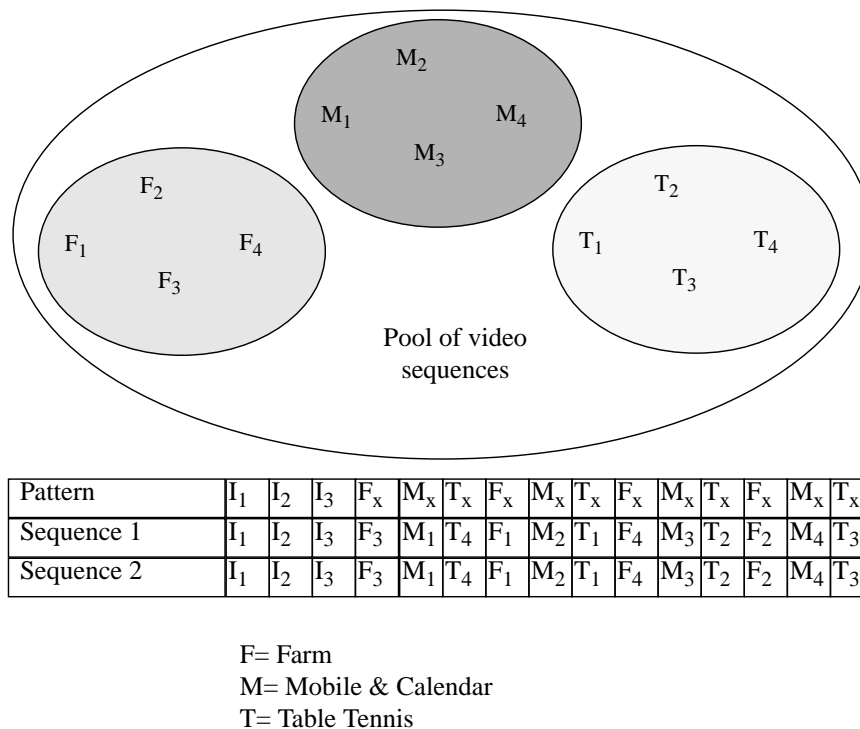 M₂
M₁ M₄
M₃
F₂
F₁ F₄
F₃
T₂
T₁ T₄
T₃
Pool of video
sequences
Pattern I₁ I₂ I₃ Fₓ Mₓ Tₓ Fₓ Mₓ Tₓ Fₓ Mₓ Tₓ Fₓ Mₓ Tₓ
Sequence 1 I₁ I₂ I₃ F₃ M₁ T₄ F₁ M₂ T₁ F₄ M₃ T₂ F₂ M₄ T₃
Sequence 2 I₁ I₂ I₃ F₃ M₁ T₄ F₁ M₂ T₁ F₄ M₃ T₂ F₂ M₄ T₃
F= Farm
M= Mobile & Calendar
T= Table Tennis